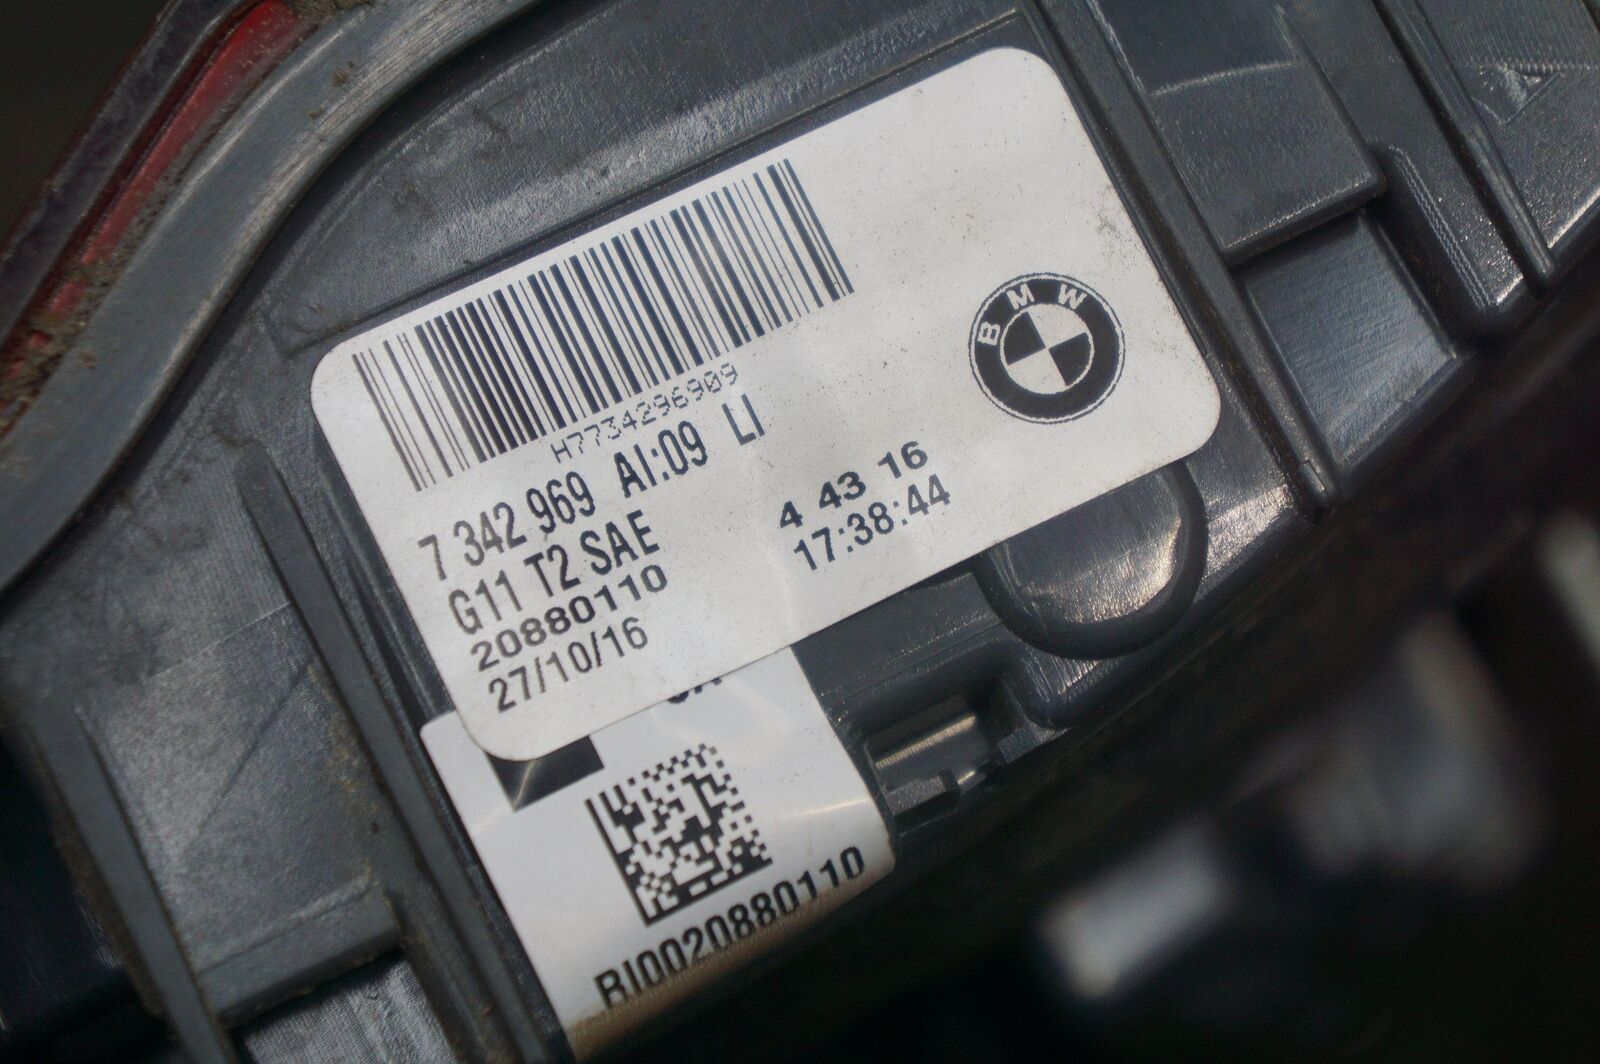 H7734296909
7 342 969 AI:09 LI
G11 T2 SAE
20880110
27/10/16
4 43 16
17:38:44
BMW
BI0020880110